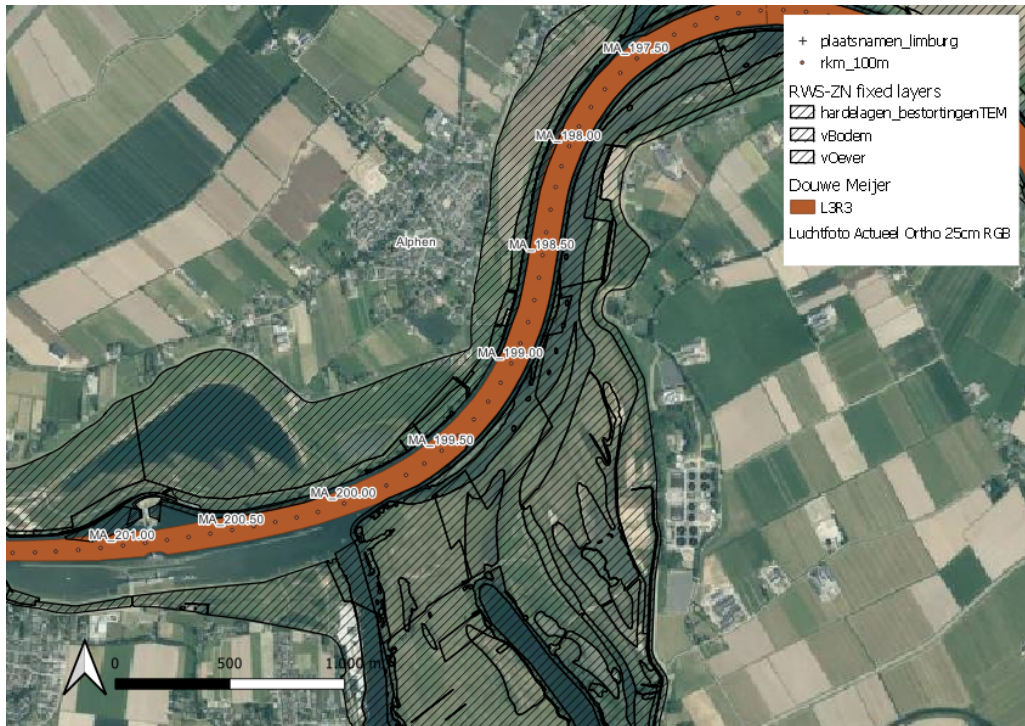 plaatsnamen_limburg
rkm_100m
RWS-ZN fixed layers
hardelagen_bestortingenTEM
vBodem
vOever
Douwe Meijer
L3R3
Luchtfoto Actueel Ortho 25cm RGB
MA_197.50
MA_198.00
Alphen
MA_198.50
MA_199.00
MA_199.50
MA_200.00
MA_200.50
MA_201.00
0 500 1.000 m